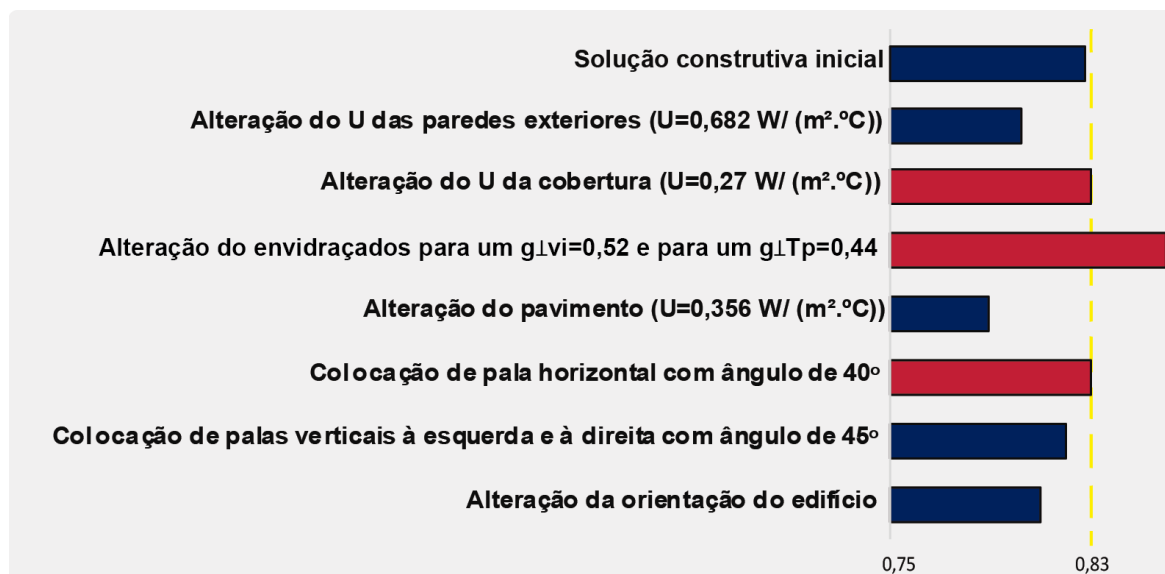 Solução construtiva inicial
Alteração do U das paredes exteriores (U=0,682 W/ (m².ºC))
Alteração do U da cobertura (U=0,27 W/ (m².ºC))
Alteração do envidraçados para um g⊥vi=0,52 e para um g⊥Tp=0,44
Alteração do pavimento (U=0,356 W/ (m².ºC))
Colocação de pala horizontal com ângulo de 40º
Colocação de palas verticais à esquerda e à direita com ângulo de 45º
Alteração da orientação do edifício
0,75 0,83